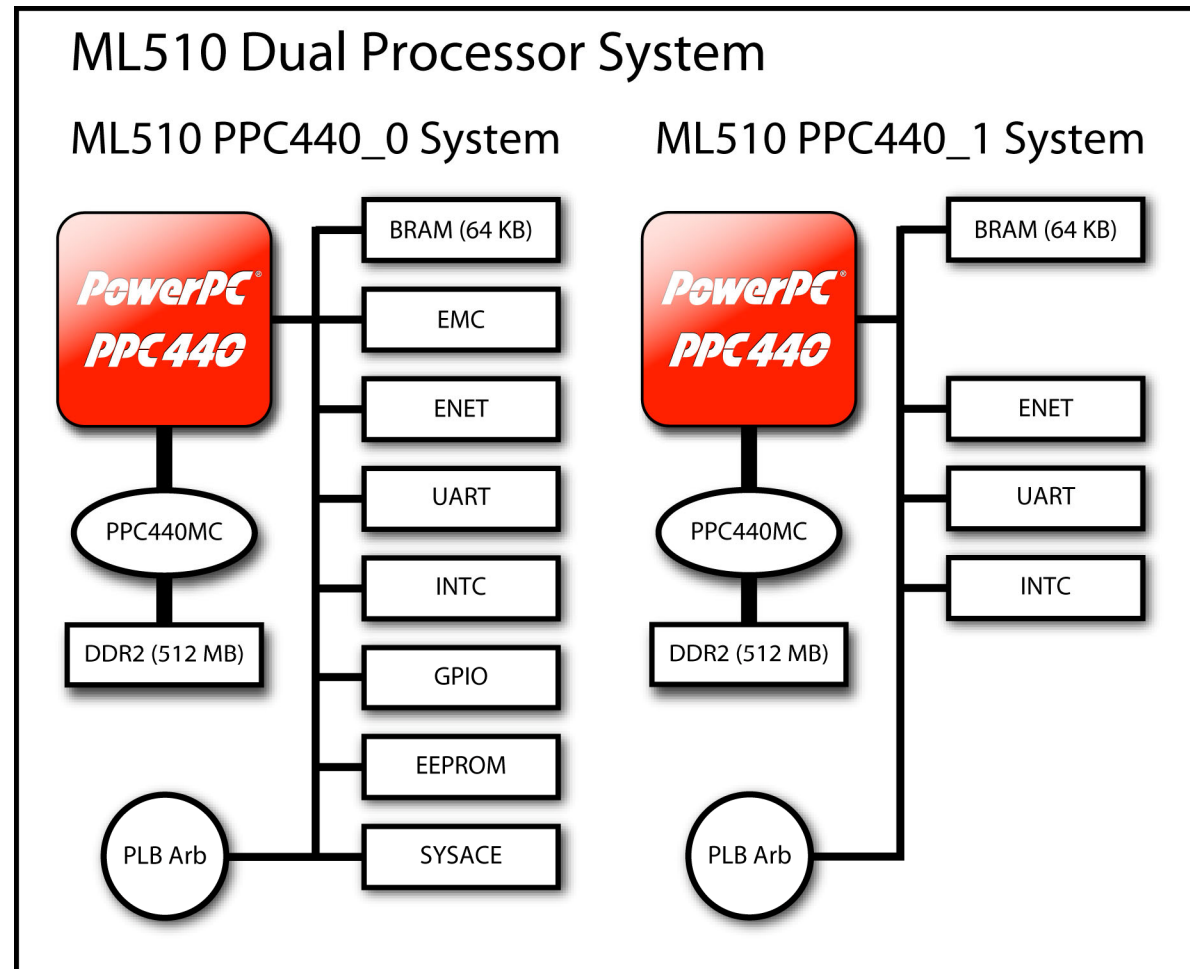 ML510 Dual Processor System
ML510 PPC440_0 System
PowerPC®
PPC440
PPC440MC
DDR2 (512 MB)
PLB Arb
BRAM (64 KB)
EMC
ENET
UART
INTC
GPIO
EEPROM
SYSACE
ML510 PPC440_1 System
PowerPC®
PPC440
PPC440MC
DDR2 (512 MB)
PLB Arb
BRAM (64 KB)
ENET
UART
INTC